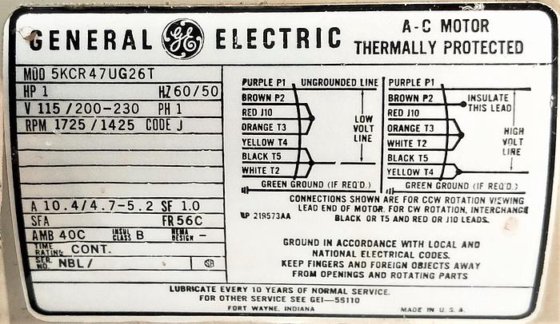 GENERAL GE ELECTRIC
A-C MOTOR
THERMALLY PROTECTED
MOD 5KCR47UG26T
HP 1 HZ 60/50
V 115/200-230 PH 1
RPM 1725/1425 CODE J
A 10.4/4.7-5.2 SF 1.0
SFA FR 56C
AMB 40C INSUL CLASS B NEMA DESIGN -
TIME RATING CONT.
SER. NO. NBL/
PURPLE P1 UNGROUNDED LINE
BROWN P2
RED J10
ORANGE T3
YELLOW T4
BLACK T5
WHITE T2
LOW
VOLT
LINE
GREEN GROUND (IF REQ'D.)
PURPLE P1
BROWN P2
RED J10
ORANGE T3
WHITE T2
BLACK T5
YELLOW T4
INSULATE
THIS LEAD
HIGH
VOLT
LINE
GREEN GROUND (IF REQ'D.)
CONNECTIONS SHOWN ARE FOR CCW ROTATION VIEWING
LEAD END OF MOTOR. FOR CW ROTATION, INTERCHANGE
NP 219573AA BLACK OR T5 AND RED OR J10 LEADS.
GROUND IN ACCORDANCE WITH LOCAL AND
NATIONAL ELECTRICAL CODES.
KEEP FINGERS AND FOREIGN OBJECTS AWAY
FROM OPENINGS AND ROTATING PARTS
LUBRICATE EVERY 10 YEARS OF NORMAL SERVICE.
FOR OTHER SERVICE SEE GEI-55110
FORT WAYNE, INDIANA MADE IN U.S.A.